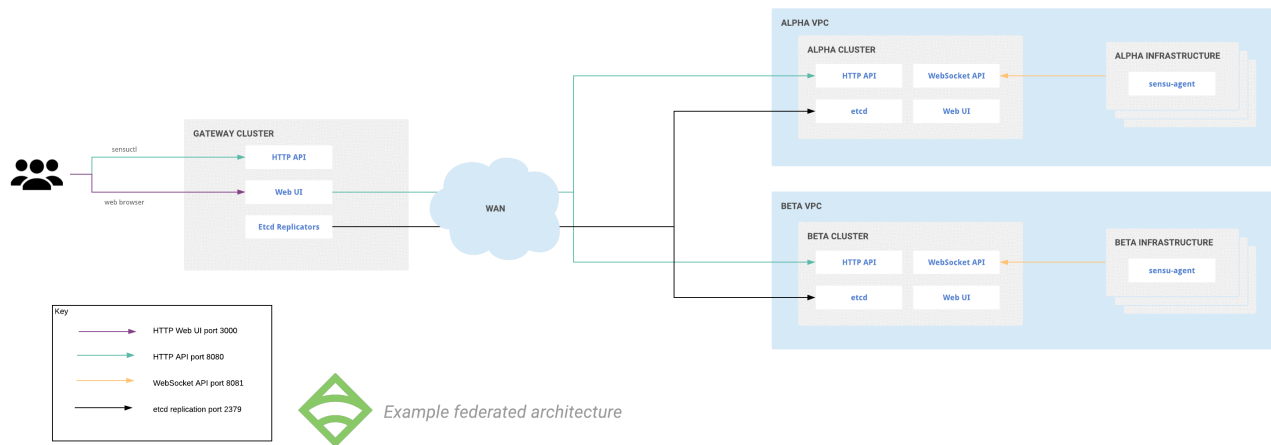 ALPHA VPC
ALPHA CLUSTER
HTTP API
WebSocket API
etcd
Web UI
ALPHA INFRASTRUCTURE
sensu-agent
GATEWAY CLUSTER
sensuctl
HTTP API
web browser
Web UI
Etcd Replicators
WAN
BETA VPC
BETA CLUSTER
HTTP API
WebSocket API
etcd
Web UI
BETA INFRASTRUCTURE
sensu-agent
Key
HTTP Web UI port 3000
HTTP API port 8080
WebSocket API port 8081
etcd replication port 2379
Example federated architecture